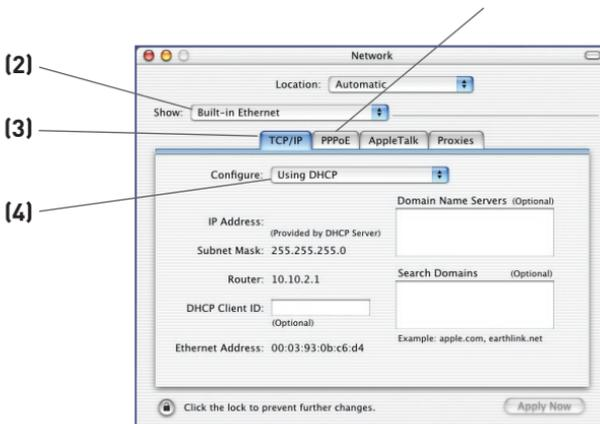 (2)
(3)
(4)
Network
Location: Automatic
Show: Built-in Ethernet
TCP/IP PPPoE AppleTalk Proxies
Configure: Using DHCP
Domain Name Servers (Optional)
IP Address:
(Provided by DHCP Server)
Subnet Mask: 255.255.255.0
Router: 10.10.2.1
Search Domains (Optional)
DHCP Client ID:
(Optional)
Example: apple.com, earthlink.net
Ethernet Address: 00:03:93:0b:c6:d4
Click the lock to prevent further changes.
Apply Now